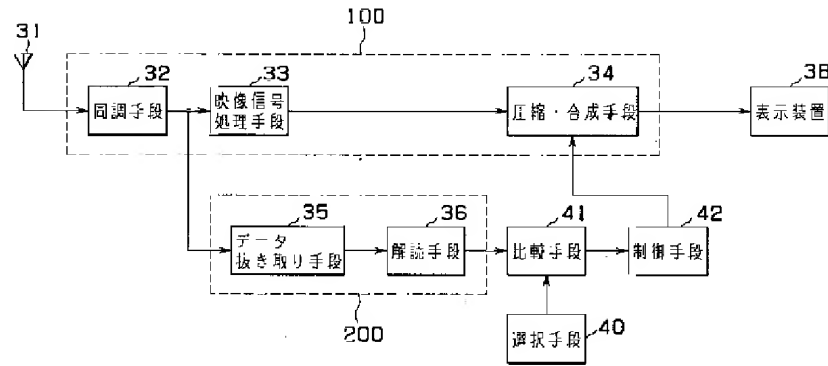 100
31
32
33
34
38
同調手段
映像信号
処理手段
圧縮・合成手段
表示装置
35
36
41
42
データ
抜き取り手段
解読手段
比較手段
制御手段
200
選択手段
40